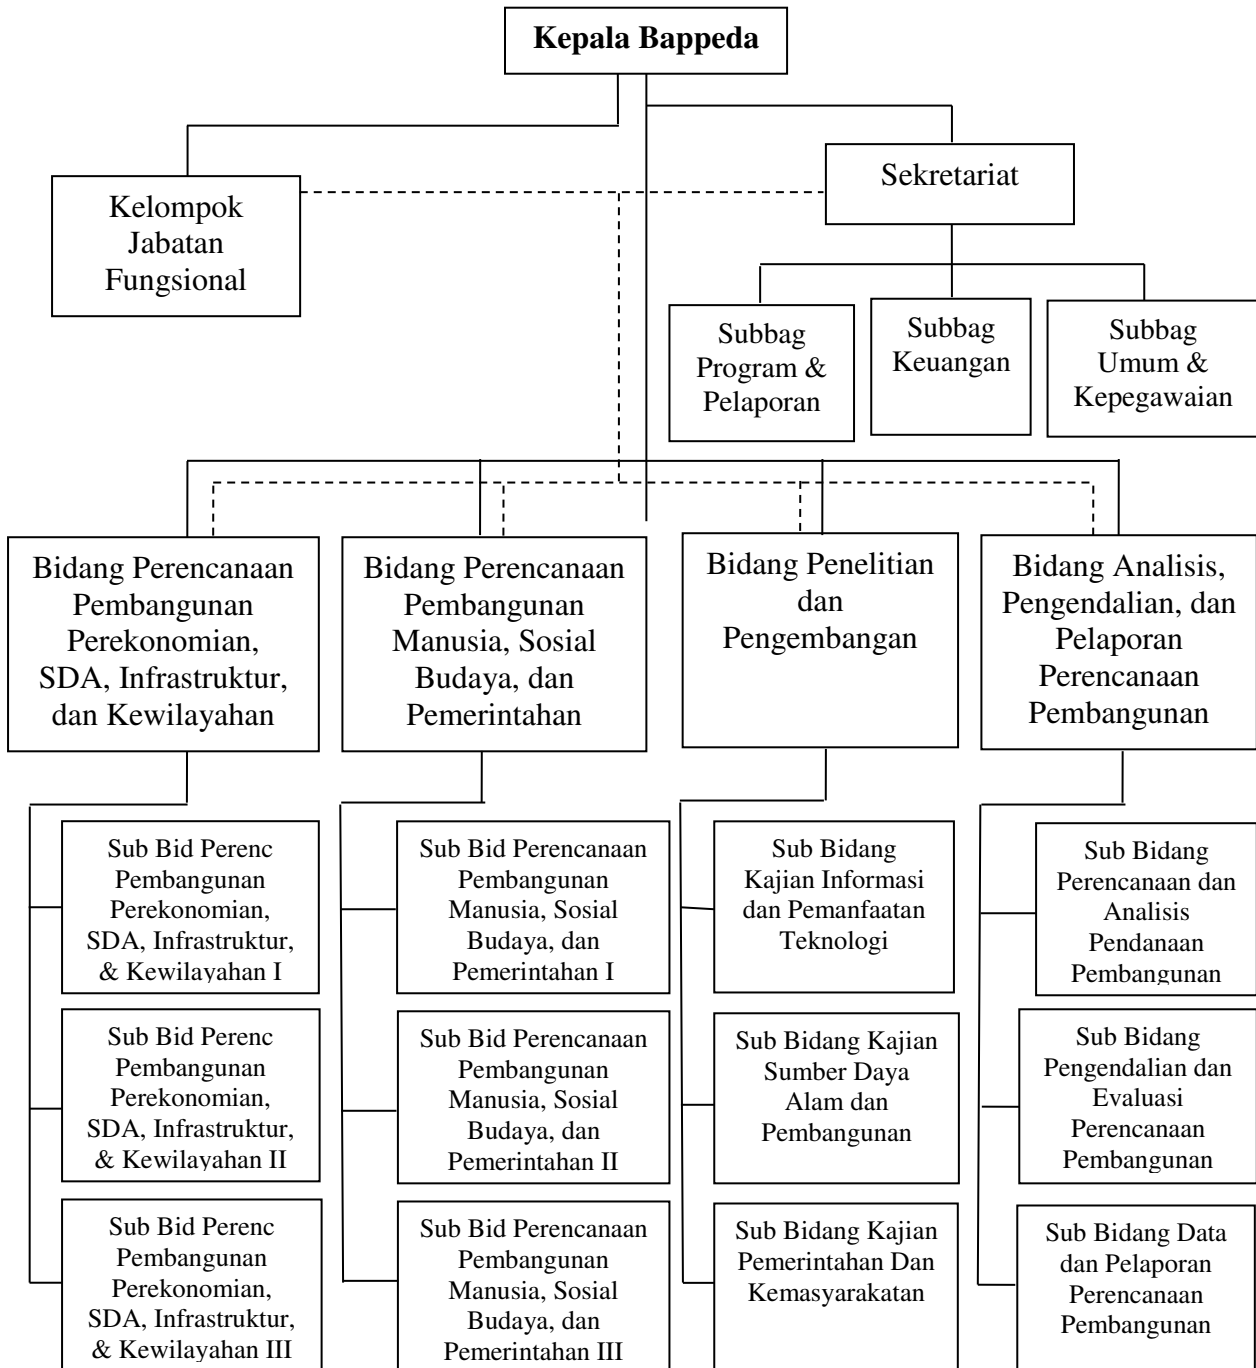 Kepala Bappeda
Kelompok
Jabatan
Fungsional
Sekretariat
Subbag
Program &
Pelaporan
Subbag
Keuangan
Subbag
Umum &
Kepegawaian
Bidang Perencanaan
Pembangunan
Perekonomian,
SDA, Infrastruktur,
dan Kewilayahan
Bidang Perencanaan
Pembangunan
Manusia, Sosial
Budaya, dan
Pemerintahan
Bidang Penelitian
dan
Pengembangan
Bidang Analisis,
Pengendalian, dan
Pelaporan
Perencanaan
Pembangunan
Sub Bid Perenc
Pembangunan
Perekonomian,
SDA, Infrastruktur,
& Kewilayahan I
Sub Bid Perenc
Pembangunan
Perekonomian,
SDA, Infrastruktur,
& Kewilayahan II
Sub Bid Perenc
Pembangunan
Perekonomian,
SDA, Infrastruktur,
& Kewilayahan III
Sub Bid Perencanaan
Pembangunan
Manusia, Sosial
Budaya, dan
Pemerintahan I
Sub Bid Perencanaan
Pembangunan
Manusia, Sosial
Budaya, dan
Pemerintahan II
Sub Bid Perencanaan
Pembangunan
Manusia, Sosial
Budaya, dan
Pemerintahan III
Sub Bidang
Kajian Informasi
dan Pemanfaatan
Teknologi
Sub Bidang Kajian
Sumber Daya
Alam dan
Pembangunan
Sub Bidang Kajian
Pemerintahan Dan
Kemasyarakatan
Sub Bidang
Perencanaan dan
Analisis
Pendanaan
Pembangunan
Sub Bidang
Pengendalian dan
Evaluasi
Perencanaan
Pembangunan
Sub Bidang Data
dan Pelaporan
Perencanaan
Pembangunan